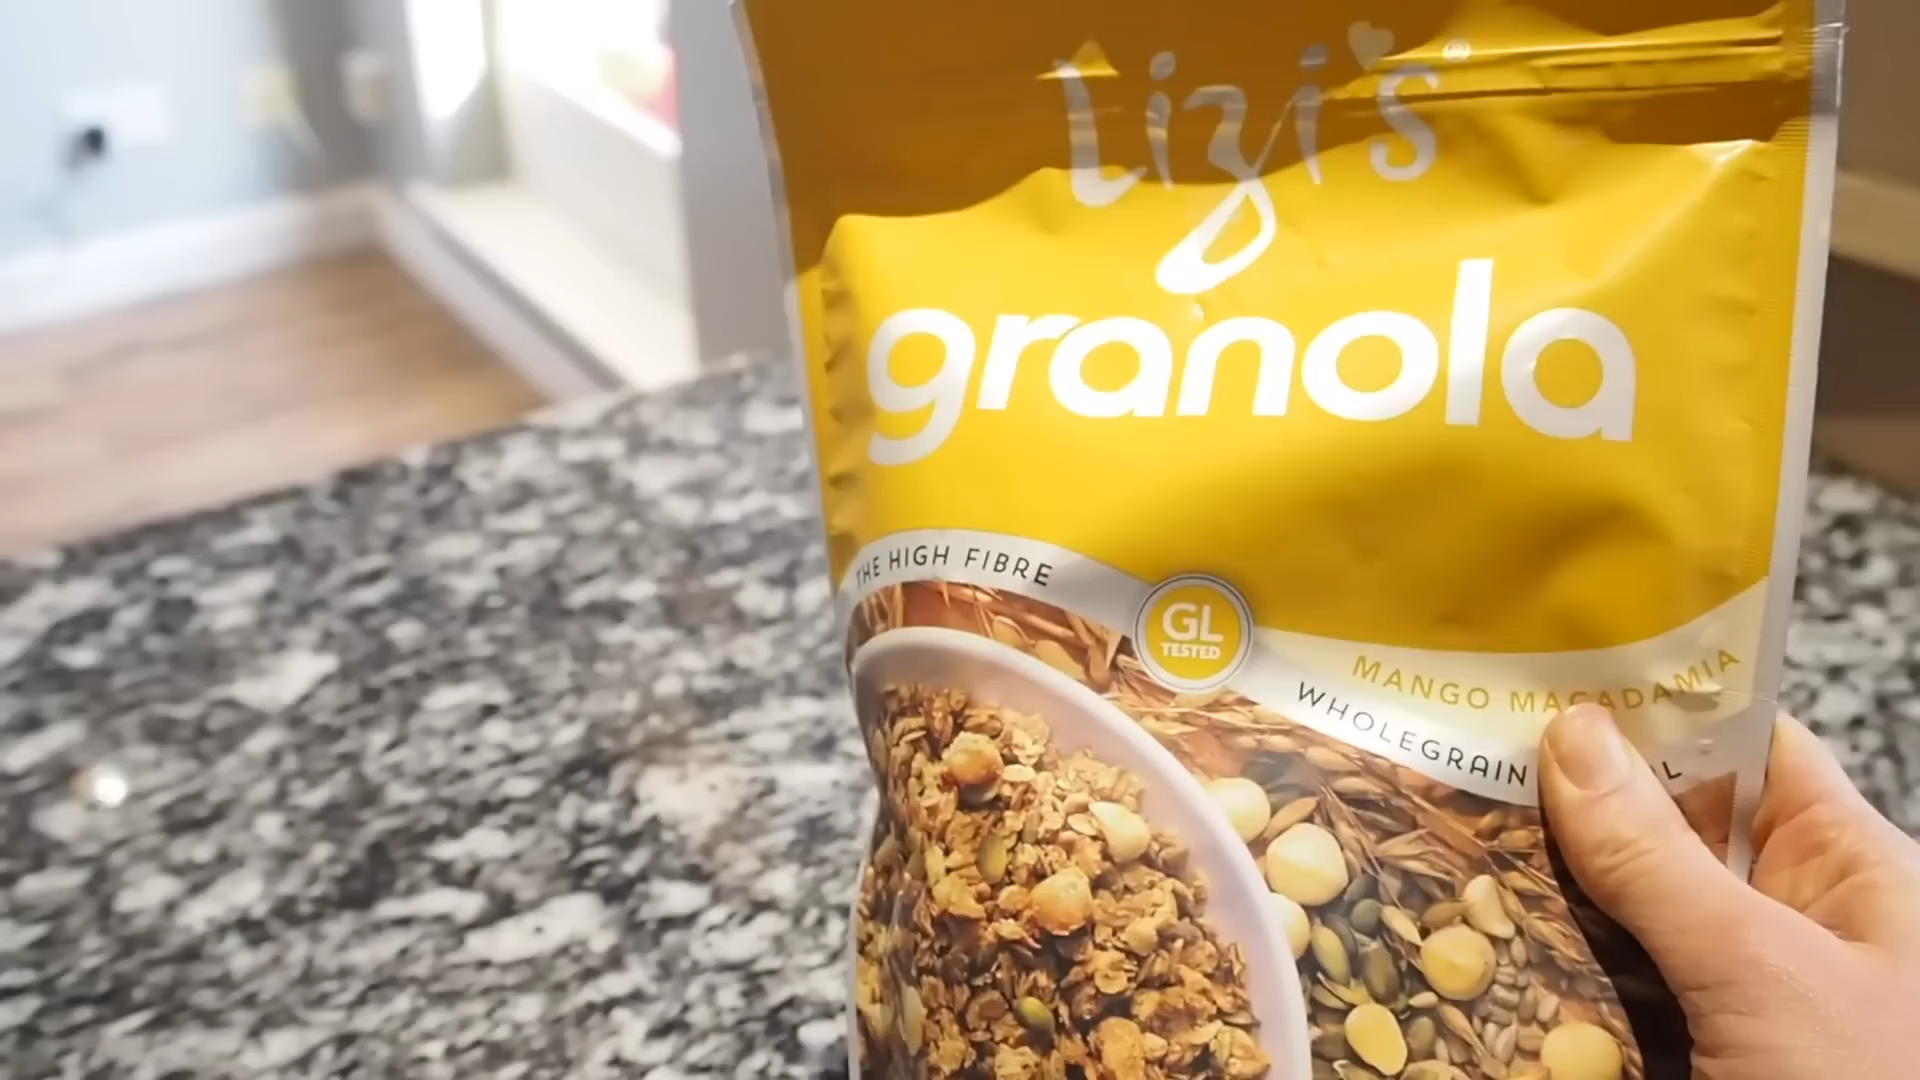 Lizi's®
granola
THE HIGH FIBRE
GL
TESTED
MANGO MACADAMIA
WHOLEGRAIN